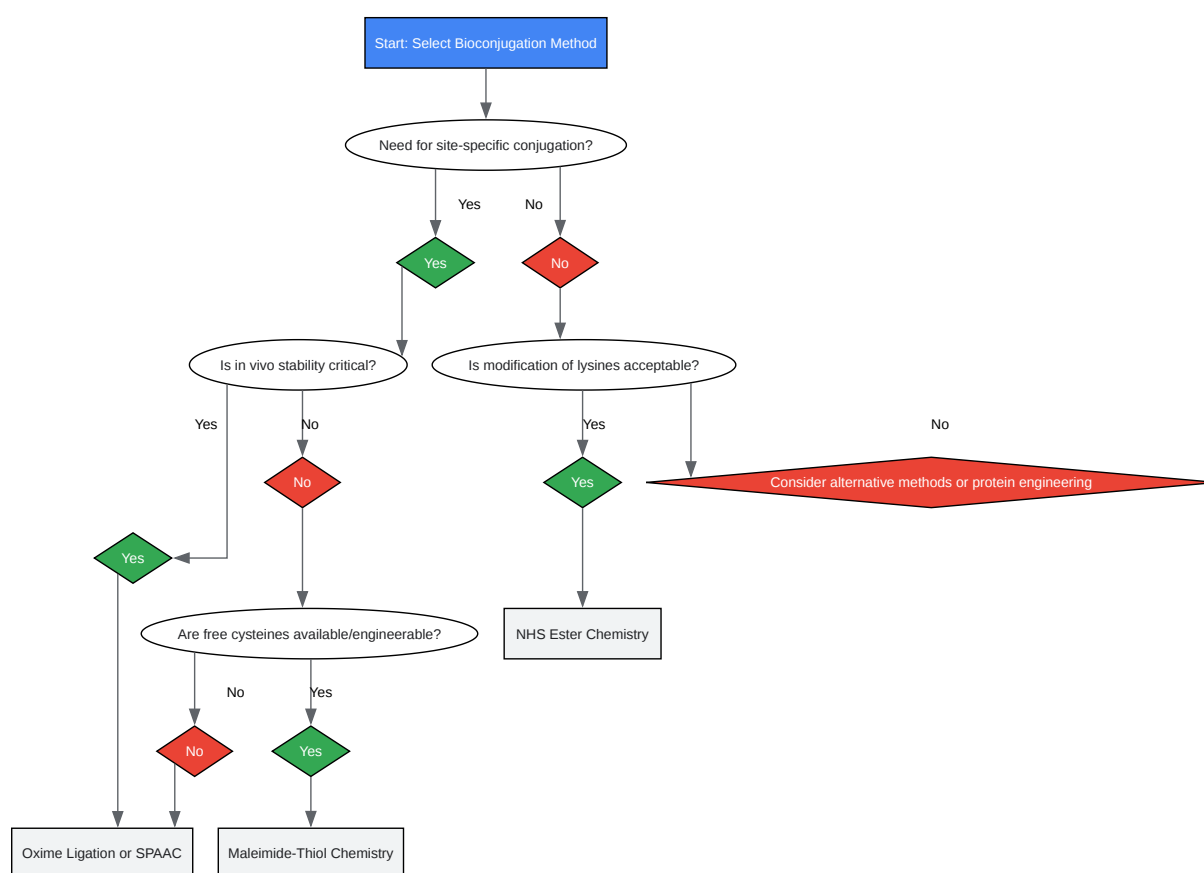 Start: Select Bioconjugation Method
Need for site-specific conjugation?
Yes
No
Yes
No
Is in vivo stability critical?
Is modification of lysines acceptable?
Yes
No
Yes
No
No
Yes
Consider alternative methods or protein engineering
Yes
Are free cysteines available/engineerable?
NHS Ester Chemistry
No
Yes
No
Yes
Oxime Ligation or SPAAC
Maleimide-Thiol Chemistry